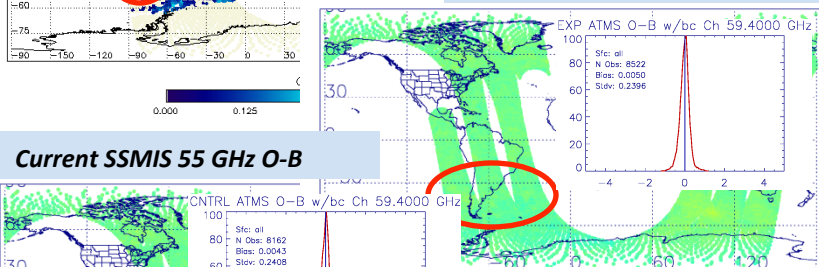 −60
−75
−90 −150 −120 −90 −60 −30 0 30
0.000 0.125
EXP ATMS O−B w/bc Ch 59.4000 GHz
100
80
60
40
20
0
Sfc: all
N Obs: 8522
Bias: 0.0050
Stdv: 0.2396
−4 −2 0 2 4
30
Current SSMIS 55 GHz O-B
CNTRL ATMS O−B w/bc Ch 59.4000 GHz
100
80
60
Sfc: all
N Obs: 8162
Bias: 0.0043
Stdv: 0.2408
−60 60 120